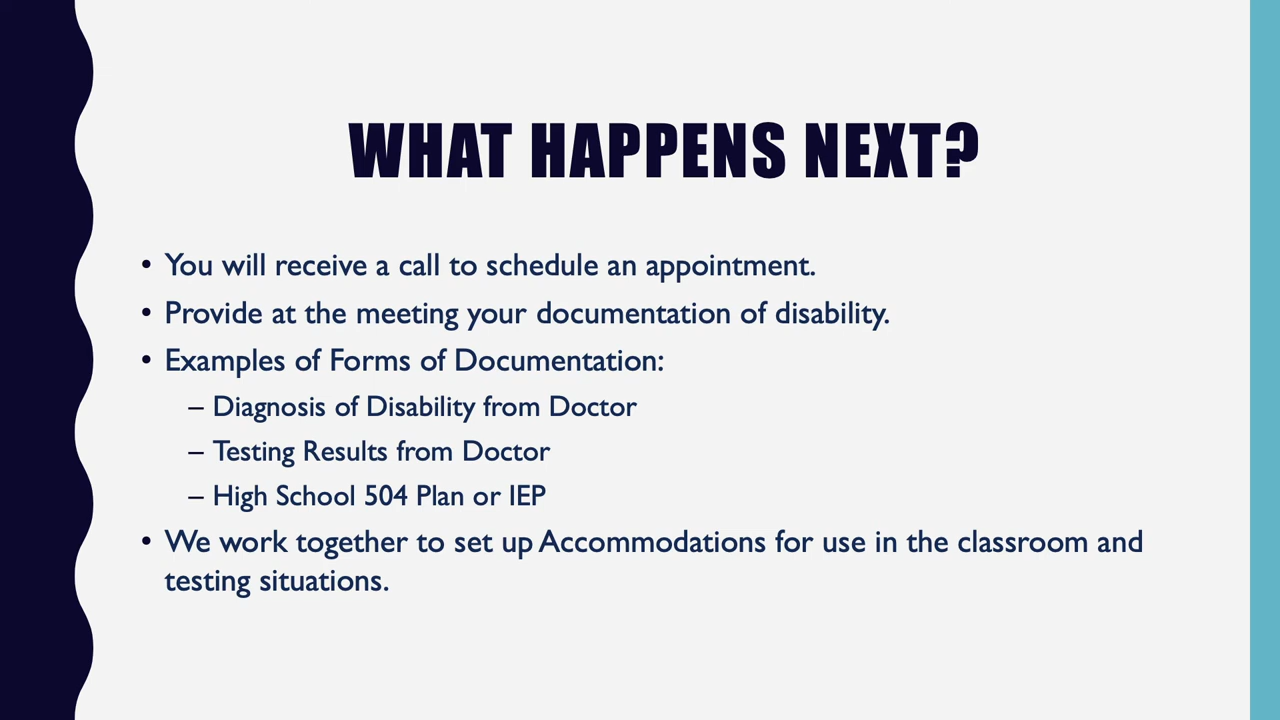 WHAT HAPPENS NEXT?
• You will receive a call to schedule an appointment.
• Provide at the meeting your documentation of disability.
• Examples of Forms of Documentation:
– Diagnosis of Disability from Doctor
– Testing Results from Doctor
– High School 504 Plan or IEP
• We work together to set up Accommodations for use in the classroom and
testing situations.